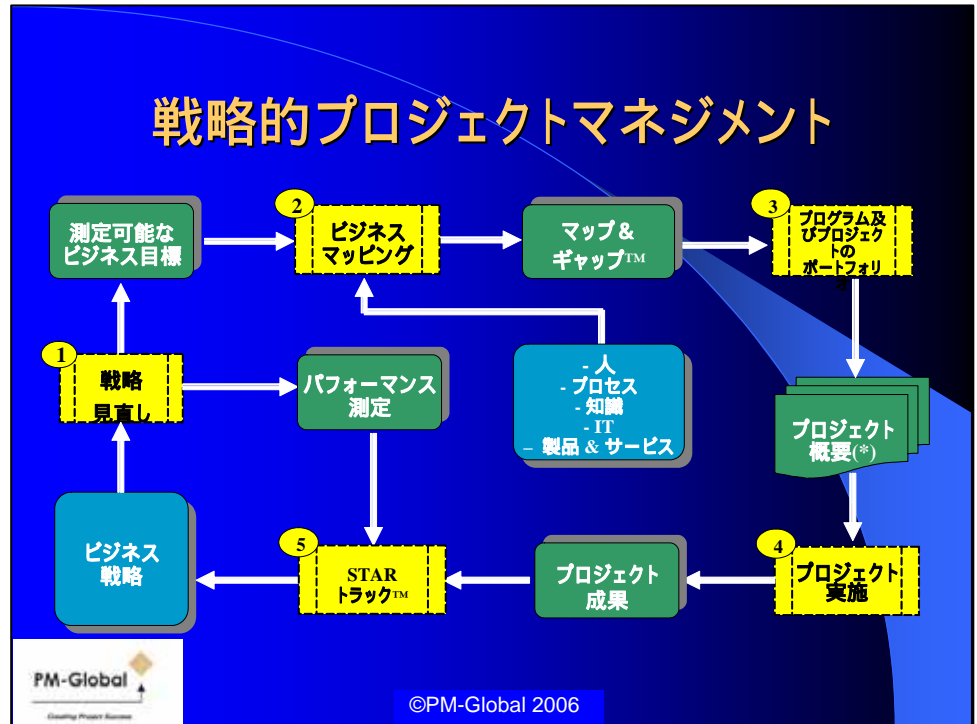 戦略的プロジェクトマネジメント
測定可能な
ビジネス目標
2
ビジネス
マッピング
マップ＆
ギャップ™
3
プログラム及
びプロジェク
トの
ポートフォリ
オ
1
戦略
見直し
パフォーマンス
測定
- 人
- プロセス
- 知識
- IT
– 製品 & サービス
プロジェクト
概要(*)
ビジネス
戦略
5
STAR
トラック™
プロジェクト
成果
4
プロジェクト
実施
PM-Global
Creating Project Success
©PM-Global 2006